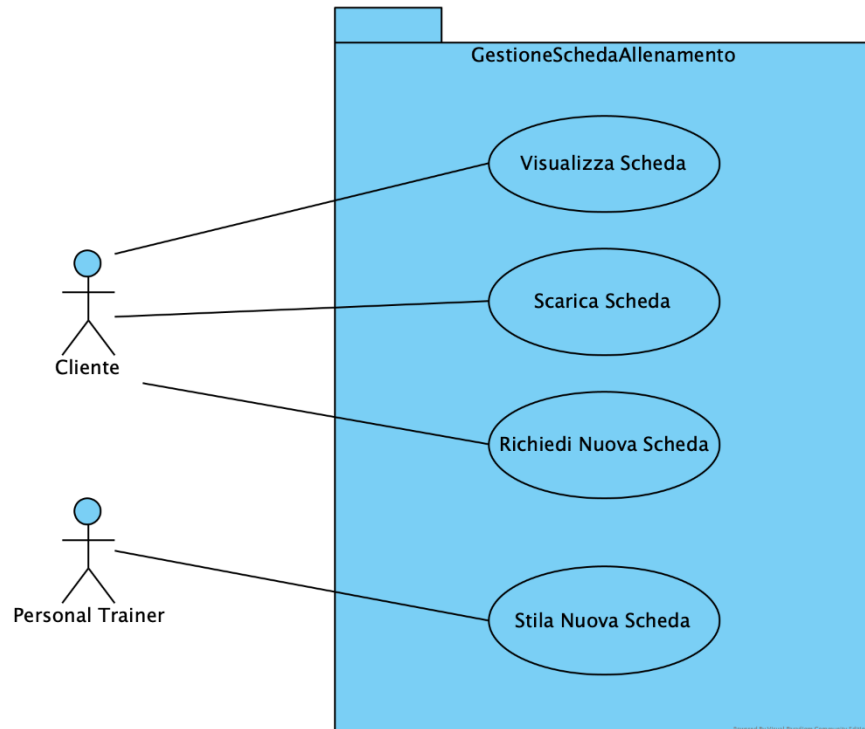 GestioneSchedaAllenamento
Visualizza Scheda
Scarica Scheda
Cliente
Richiedi Nuova Scheda
Personal Trainer
Stila Nuova Scheda